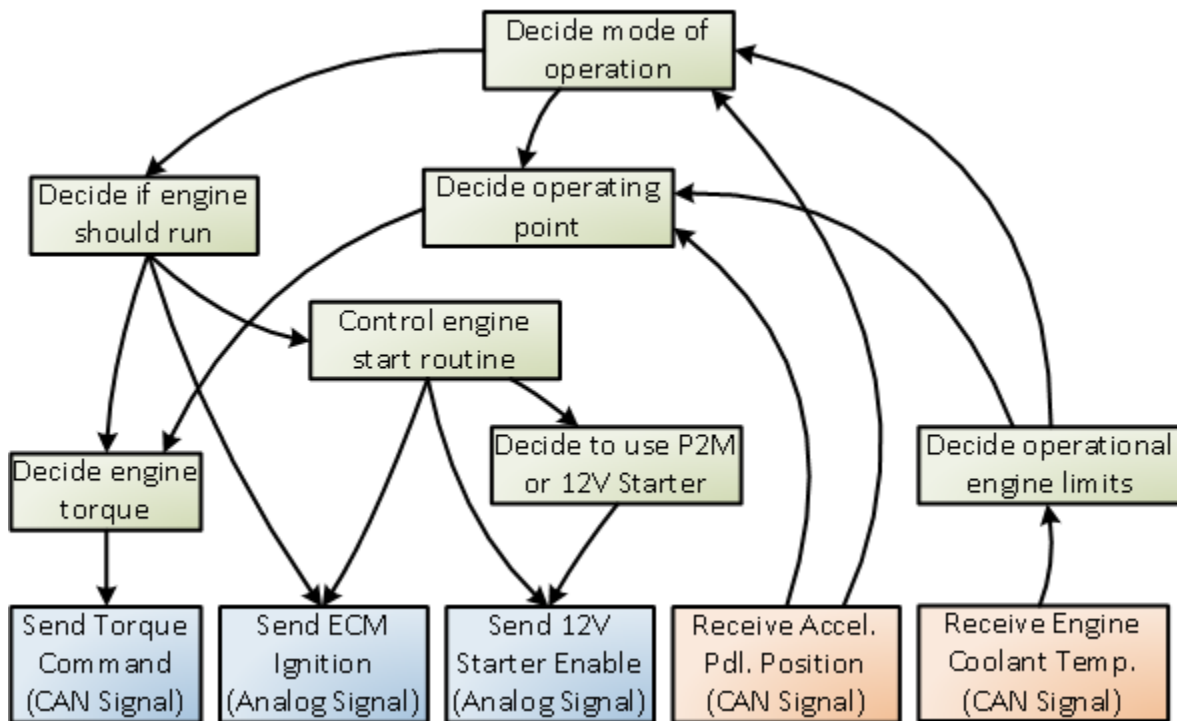 Decide mode of
operation
Decide if engine
should run
Decide operating
point
Control engine
start routine
Decide engine
torque
Decide to use P2M
or 12V Starter
Decide operational
engine limits
Send Torque
Command
(CAN Signal)
Send ECM
Ignition
(Analog Signal)
Send 12V
Starter Enable
(Analog Signal)
Receive Accel.
Pdl. Position
(CAN Signal)
Receive Engine
Coolant Temp.
(CAN Signal)